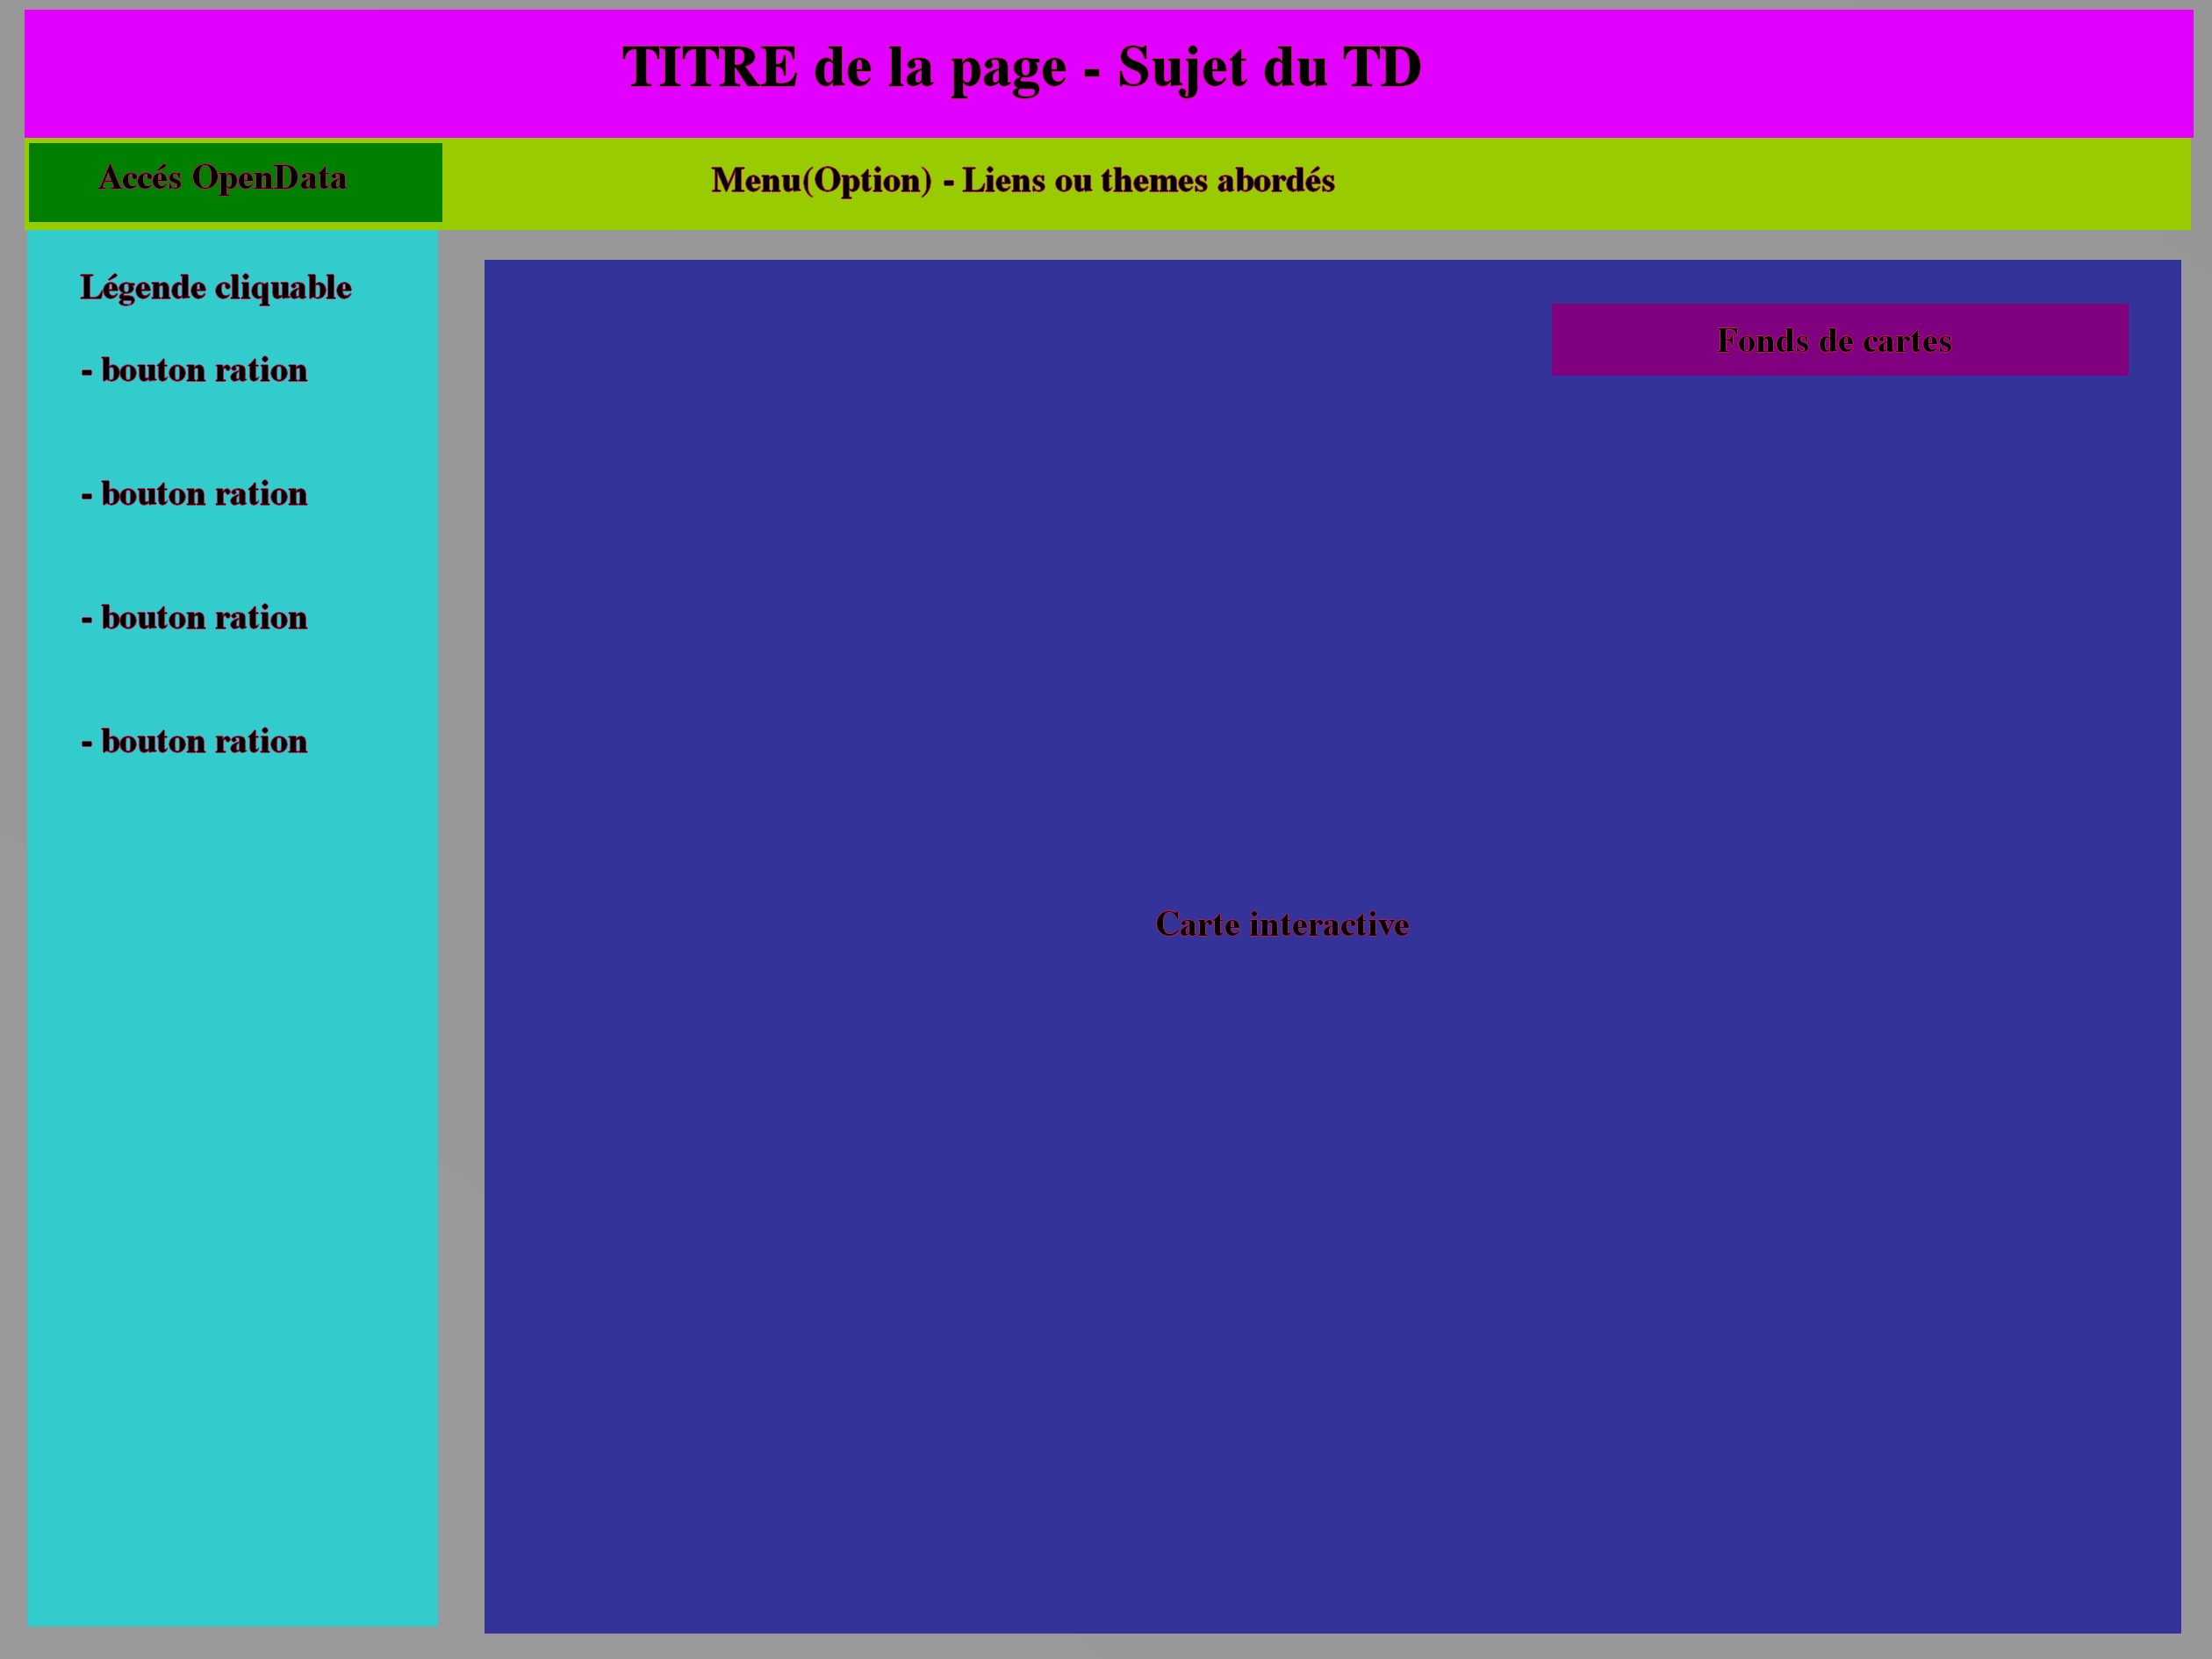 TITRE de la page - Sujet du TD
Accés OpenData
Menu(Option) - Liens ou themes abordés
Légende cliquable
- bouton ration
- bouton ration
- bouton ration
- bouton ration
Fonds de cartes
Carte interactive